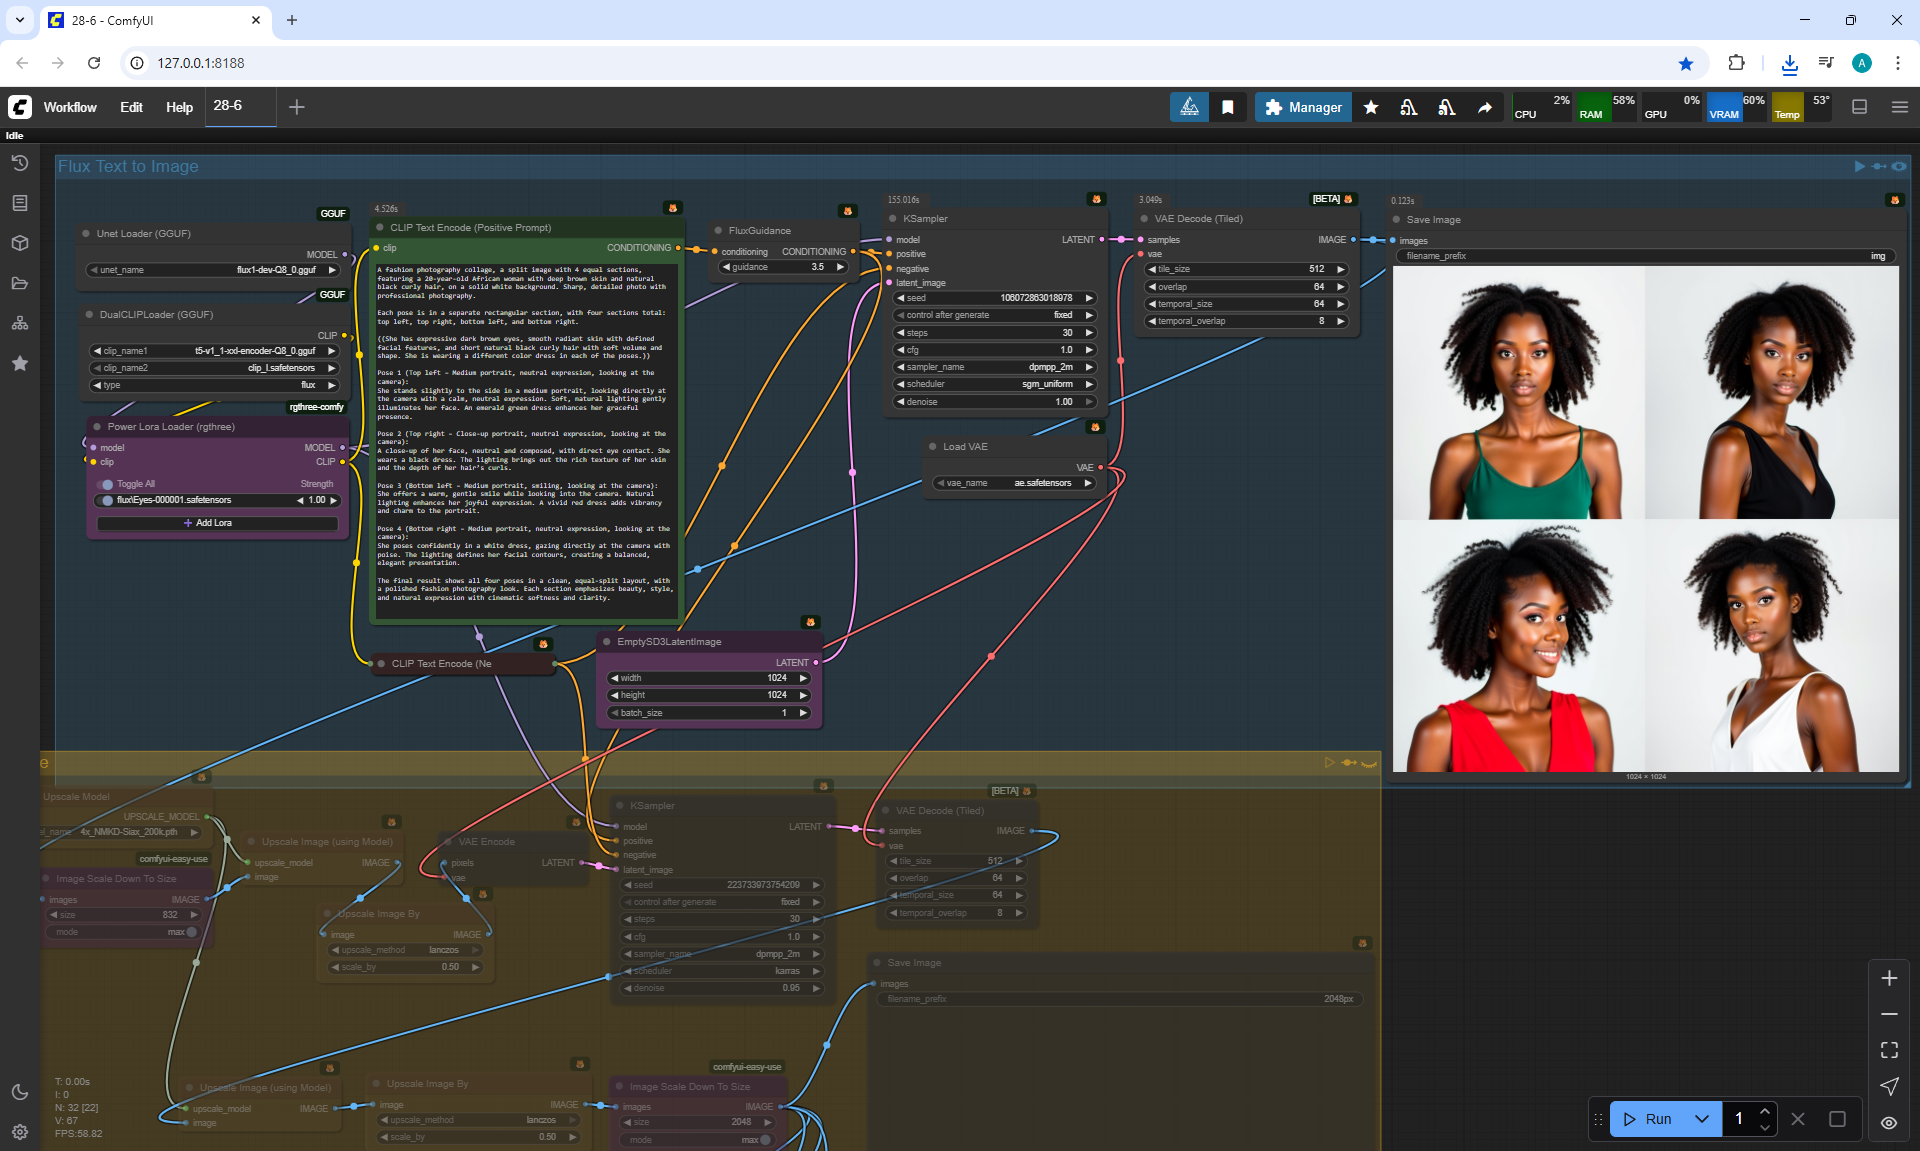 28-6 - ComfyUI
127.0.0.1:8188
A
Workflow
Edit
Help
28-6
Manager
CPU
2%
RAM
58%
GPU
0%
VRAM
60%
Temp
53°
Idle
Flux Text to Image
GGUF
Unet Loader (GGUF)
MODEL
unet_name
flux1-dev-Q8_0.gguf
GGUF
DualCLIPLoader (GGUF)
CLIP
clip_name1
t5-v1_1-xxl-encoder-Q8_0.gguf
clip_name2
clip_l.safetensors
type
flux
rgthree-comfy
Power Lora Loader (rgthree)
model
MODEL
clip
CLIP
Toggle All
Strength
flux\Eyes-000001.safetensors
1.00
+ Add Lora
4.526s
CLIP Text Encode (Positive Prompt)
clip
CONDITIONING
A fashion photography collage, a split image with 4 equal sections,
featuring a 20-year-old African woman with deep brown skin and natural
black curly hair, on a solid white background. Sharp, detailed photo with
professional photography.
Each pose is in a separate rectangular section, with four sections total:
top left, top right, bottom left, and bottom right.
((She has expressive dark brown eyes, smooth radiant skin with defined
facial features, and short natural black curly hair with soft volume and
shape. She is wearing a different color dress in each of the poses.))
Pose 1 (Top left – Medium portrait, neutral expression, looking at the
camera):
She stands slightly to the side in a medium portrait, looking directly at
the camera with a calm, neutral expression. Soft, natural lighting gently
illuminates her face. An emerald green dress enhances her graceful
presence.
Pose 2 (Top right – Close-up portrait, neutral expression, looking at the
camera):
A close-up of her face, neutral and composed, with direct eye contact. She
wears a black dress. The lighting brings out the rich texture of her skin
and the depth of her hair's curls.
Pose 3 (Bottom left – Medium portrait, smiling, looking at the camera):
She offers a warm, gentle smile while looking into the camera. Natural
lighting enhances her joyful expression. A vivid red dress adds vibrancy
and charm to the portrait.
Pose 4 (Bottom right – Medium portrait, neutral expression, looking at the
camera):
She poses confidently in a white dress, gazing directly at the camera with
poise. The lighting defines her facial contours, creating a balanced,
elegant presentation.
The final result shows all four poses in a clean, equal-split layout, with
a polished fashion photography look. Each section emphasizes beauty, style,
and natural expression with cinematic softness and clarity.
CLIP Text Encode (Ne
FluxGuidance
conditioning
CONDITIONING
guidance
3.5
EmptySD3LatentImage
LATENT
width
1024
height
1024
batch_size
1
155.016s
KSampler
model
LATENT
positive
negative
latent_image
seed
106072863018978
control after generate
fixed
steps
30
cfg
1.0
sampler_name
dpmpp_2m
scheduler
sgm_uniform
denoise
1.00
Load VAE
VAE
vae_name
ae.safetensors
3.049s
[BETA]
VAE Decode (Tiled)
samples
IMAGE
vae
tile_size
512
overlap
64
temporal_size
64
temporal_overlap
8
0.123s
Save Image
images
filename_prefix
img
1024 × 1024
e
Upscale Model
UPSCALE_MODEL
el_name
4x_NMKD-Siax_200k.pth
comfyui-easy-use
Image Scale Down To Size
images
IMAGE
size
832
mode
max
Upscale Image (using Model)
upscale_model
IMAGE
image
Upscale Image By
image
IMAGE
upscale_method
lanczos
scale_by
0.50
VAE Encode
pixels
LATENT
vae
KSampler
model
LATENT
positive
negative
latent_image
seed
223733973754209
control after generate
fixed
steps
30
cfg
1.0
sampler_name
dpmpp_2m
scheduler
karras
denoise
0.95
[BETA]
VAE Decode (Tiled)
samples
IMAGE
vae
tile_size
512
overlap
64
temporal_size
64
temporal_overlap
8
Save Image
images
filename_prefix
2048px
T: 0.00s
I: 0
N: 32 [22]
V: 67
FPS:58.82
Upscale Image (using Model)
upscale_model
IMAGE
image
Upscale Image By
image
IMAGE
upscale_method
lanczos
scale_by
0.50
comfyui-easy-use
Image Scale Down To Size
images
IMAGE
size
2048
mode
max
Run
1